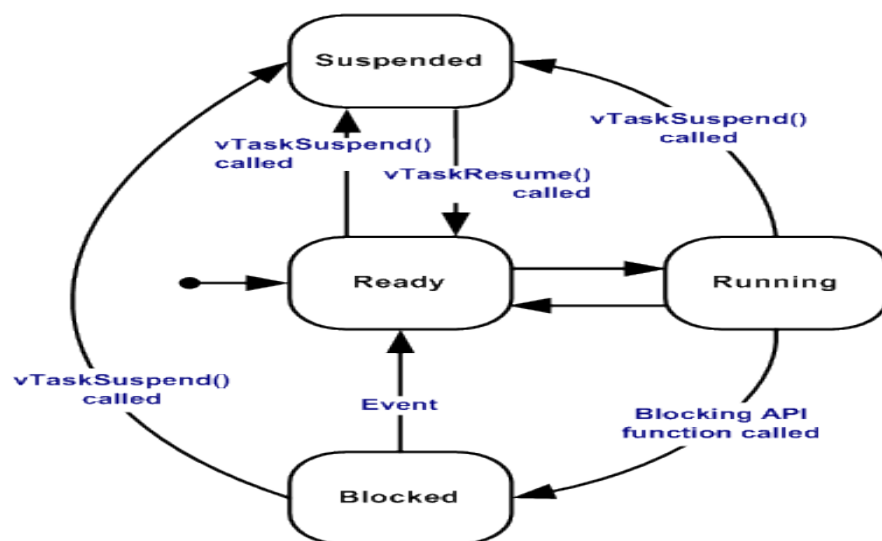 Suspended
vTaskSuspend()
called
vTaskSuspend()
called
vTaskResume()
called
Ready
Running
vTaskSuspend()
called
Event
Blocking API
function called
Blocked